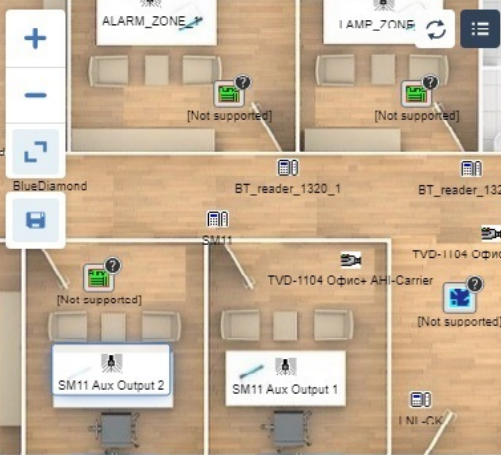 ALARM_ZONE_1
LAMP_ZONE
[Not supported]
[Not supported]
BlueDiamond
BT_reader_1320_1
BT_reader_132
SM11
TVD-1104 Офис+ AHI-Carrier
TVD-1104 Офис
[Not supported]
[Not supported]
SM11 Aux Output 2
SM11 Aux Output 1
LNL-CK